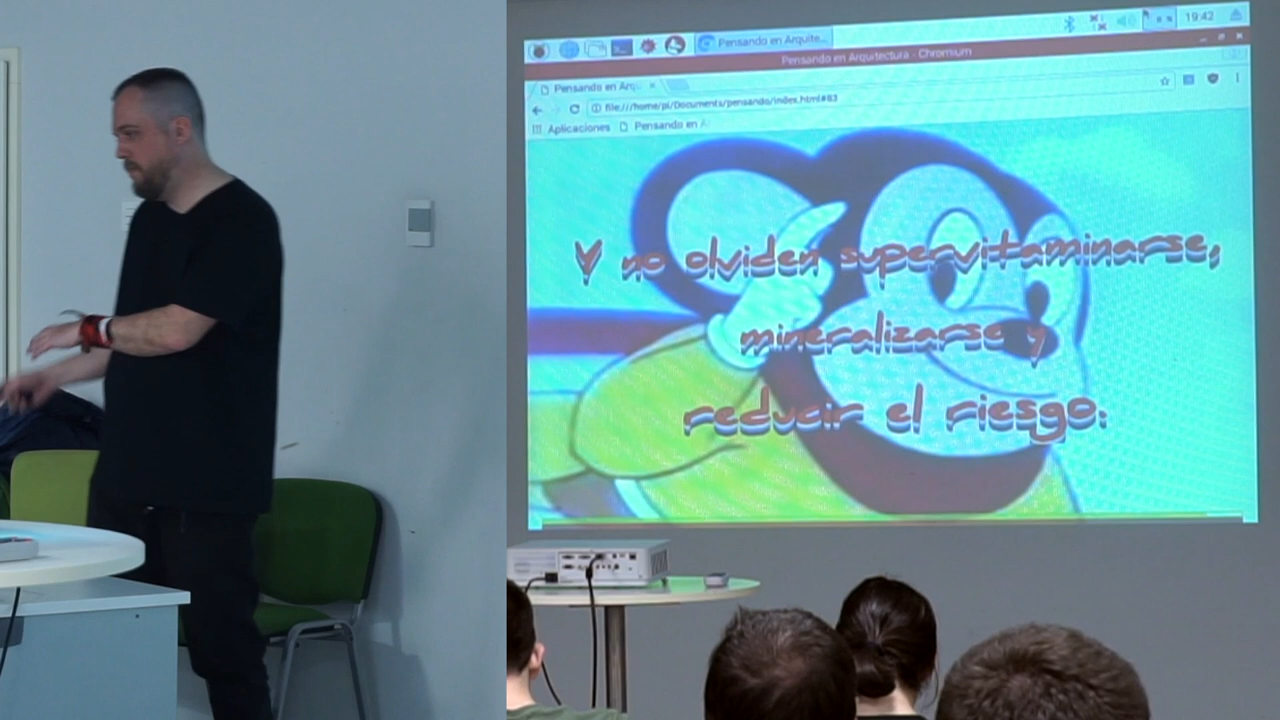 Pensando en Arquite...
19:42
Pensando en Arquitectura - Chromium
Pensando en Arq
file:///home/pi/Documents/pensando/index.html#83
Aplicaciones
Pensando en A
Y no olviden supervitaminarse,
mineralizarse y
reducir el riesgo.